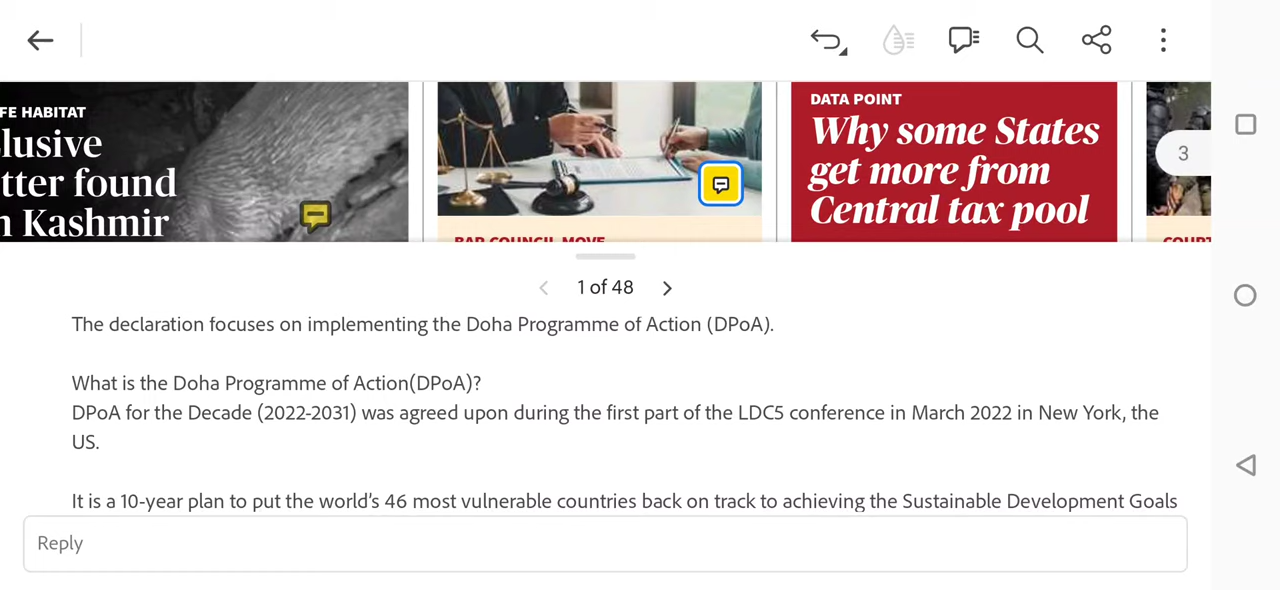 FE HABITAT
lusive
tter found
n Kashmir
BAR COUNCIL MOVE
DATA POINT
Why some States
get more from
Central tax pool
3
COURT
1 of 48
The declaration focuses on implementing the Doha Programme of Action (DPoA).
What is the Doha Programme of Action(DPoA)?
DPoA for the Decade (2022-2031) was agreed upon during the first part of the LDC5 conference in March 2022 in New York, the
US.
It is a 10-year plan to put the world's 46 most vulnerable countries back on track to achieving the Sustainable Development Goals
Reply